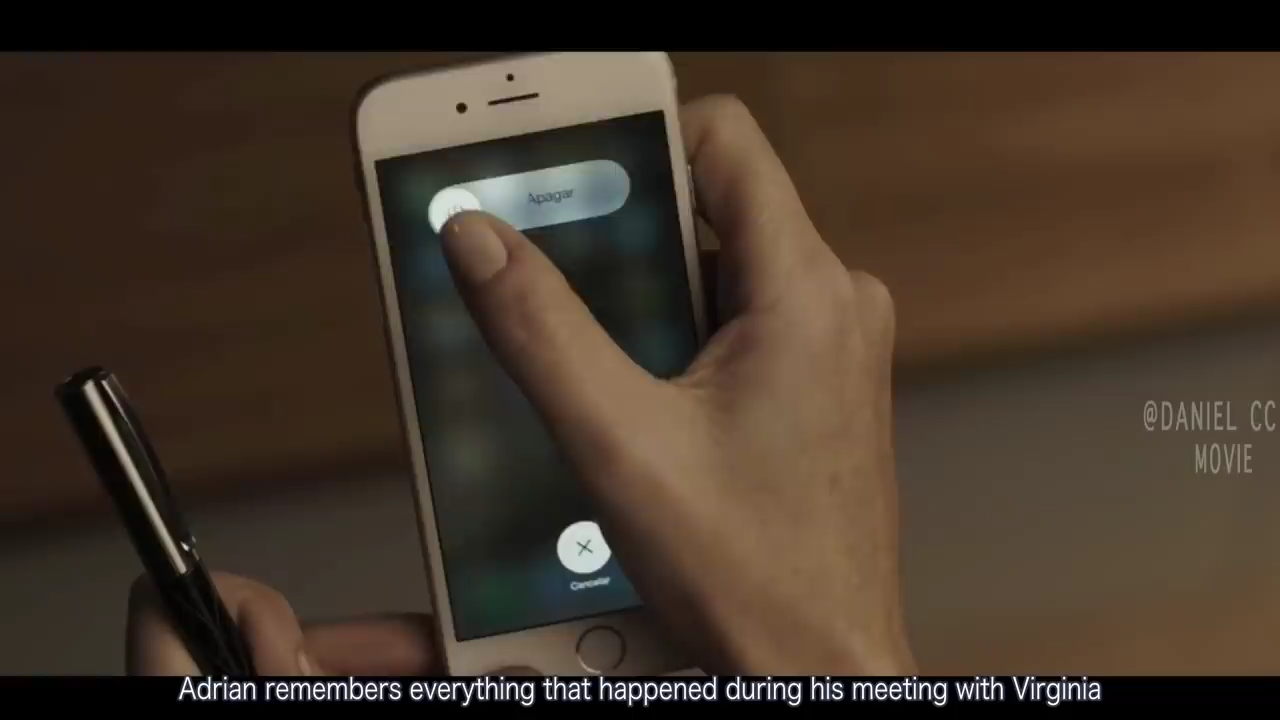 Apagar
@DANIEL CC
MOVIE
Cancelar
Adrian remembers everything that happened during his meeting with Virginia